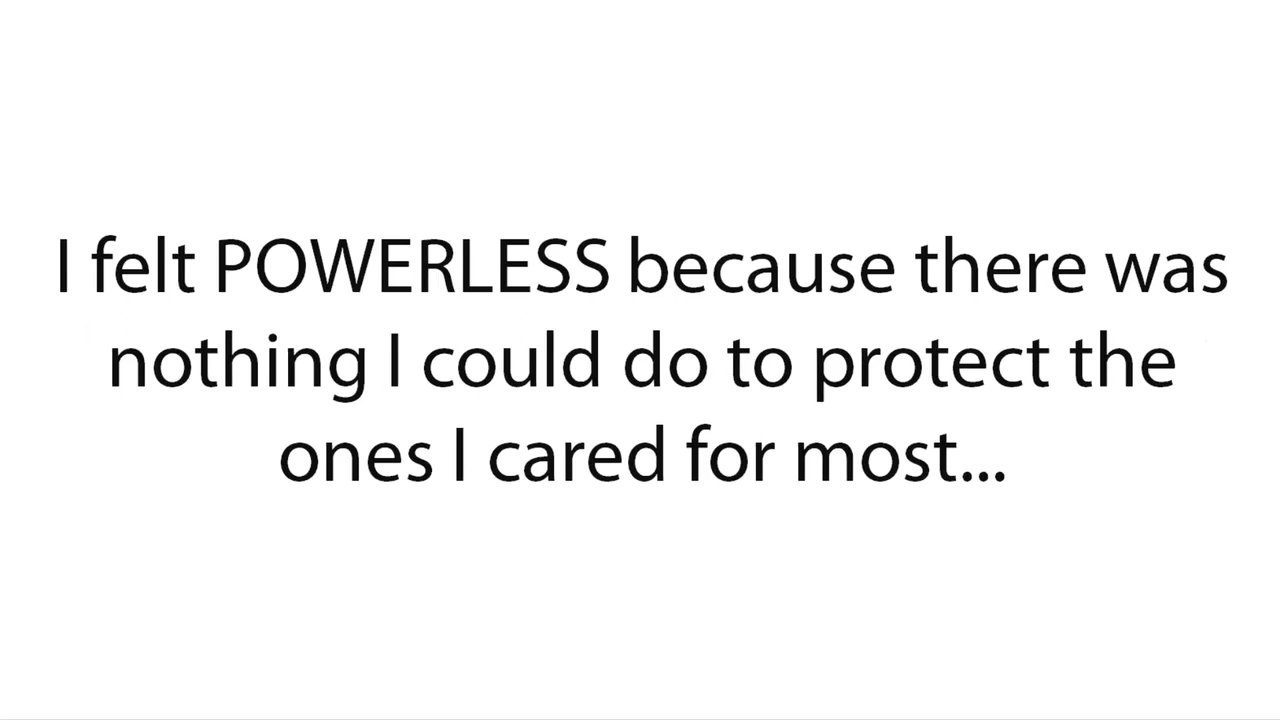 I felt POWERLESS because there was
nothing I could do to protect the
ones I cared for most...